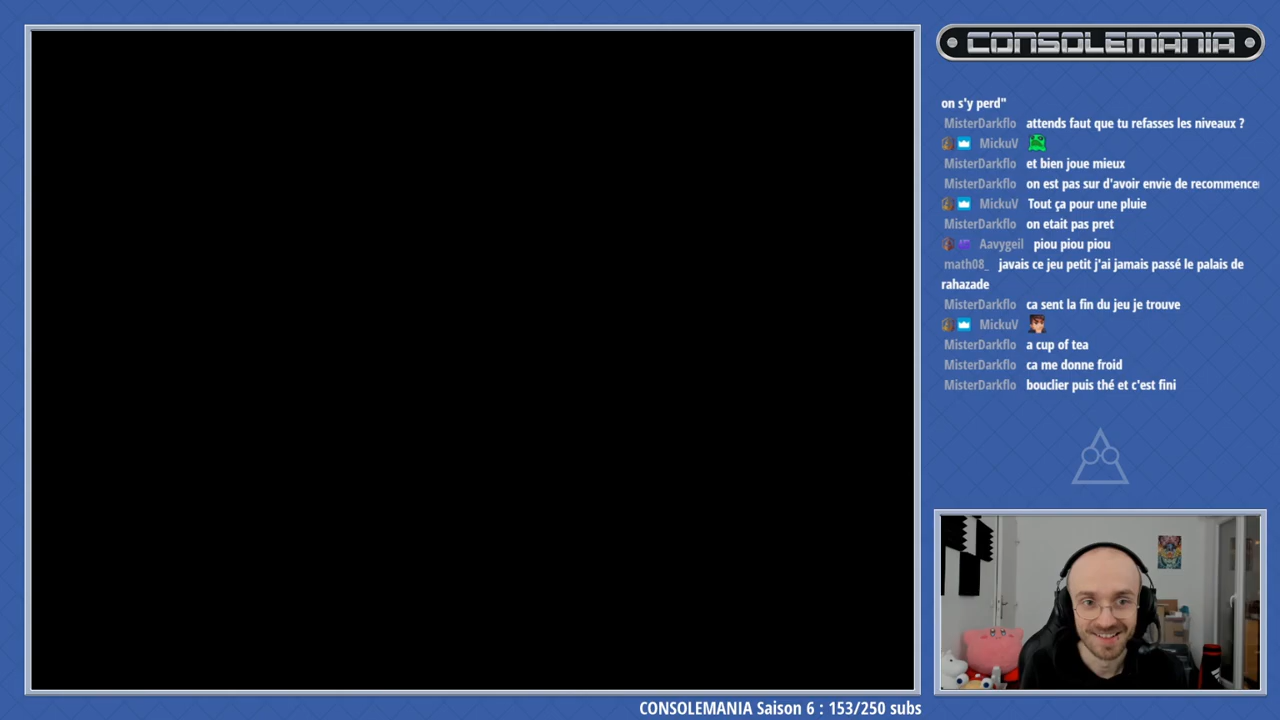 CONSOLEMANIA
on s'y perd"
MisterDarkflo attends faut que tu refasses les niveaux ?
MickuV
MisterDarkflo et bien joue mieux
MisterDarkflo on est pas sur d'avoir envie de recommence
MickuV Tout ça pour une pluie
MisterDarkflo on etait pas pret
Aavygeil piou piou piou
math08_ javais ce jeu petit j'ai jamais passé le palais de
rahazade
MisterDarkflo ca sent la fin du jeu je trouve
MickuV
MisterDarkflo a cup of tea
MisterDarkflo ca me donne froid
MisterDarkflo bouclier puis thé et c'est fini
CONSOLEMANIA Saison 6 : 153/250 subs